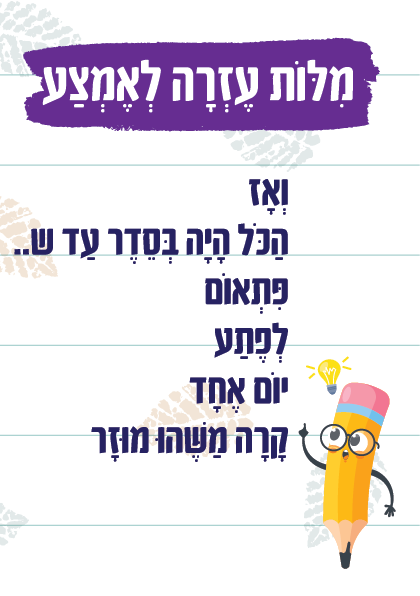 מִלּוֹת עֶזְרָה לְאֶמְצַע
וְאָז
הַכֹּל הָיָה בְּסֵדֶר עַד ש..
פִּתְאוֹם
לְפֶתַע
יוֹם אֶחָד
קָרָה מַשֶּׁהוּ מוּזָר